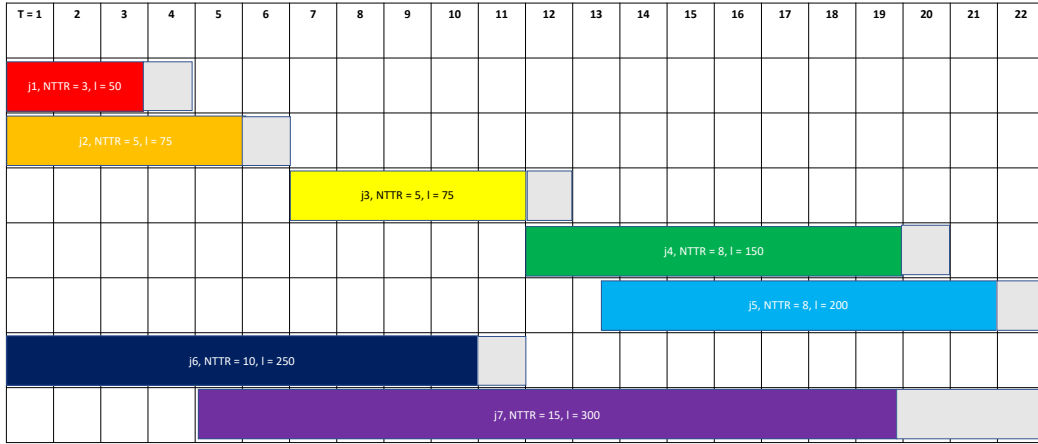 T = 1 2 3 4 5 6 7 8 9 10 11 12 13 14 15 16 17 18 19 20 21 22
j1, NTTR = 3, l = 50
j2, NTTR = 5, l = 75
j3, NTTR = 5, l = 75
j4, NTTR = 8, l = 150
j5, NTTR = 8, l = 200
j6, NTTR = 10, l = 250
j7, NTTR = 15, l = 300